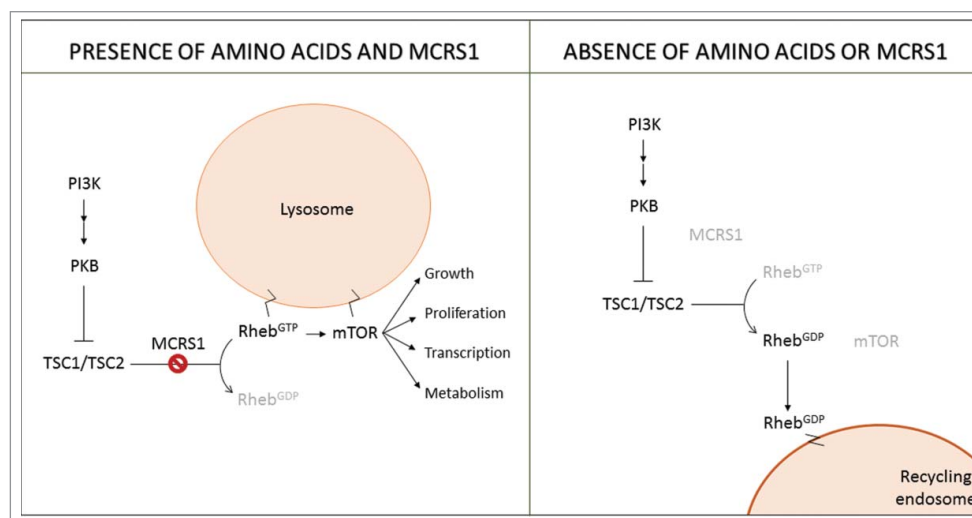 PRESENCE OF AMINO ACIDS AND MCRS1
PI3K
PKB
TSC1/TSC2
MCRS1
Lysosome
Rheb^GTP
mTOR
Rheb^GDP
Growth
Proliferation
Transcription
Metabolism
ABSENCE OF AMINO ACIDS OR MCRS1
PI3K
PKB
MCRS1
TSC1/TSC2
Rheb^GTP
Rheb^GDP
mTOR
Rheb^GDP
Recycling
endosome